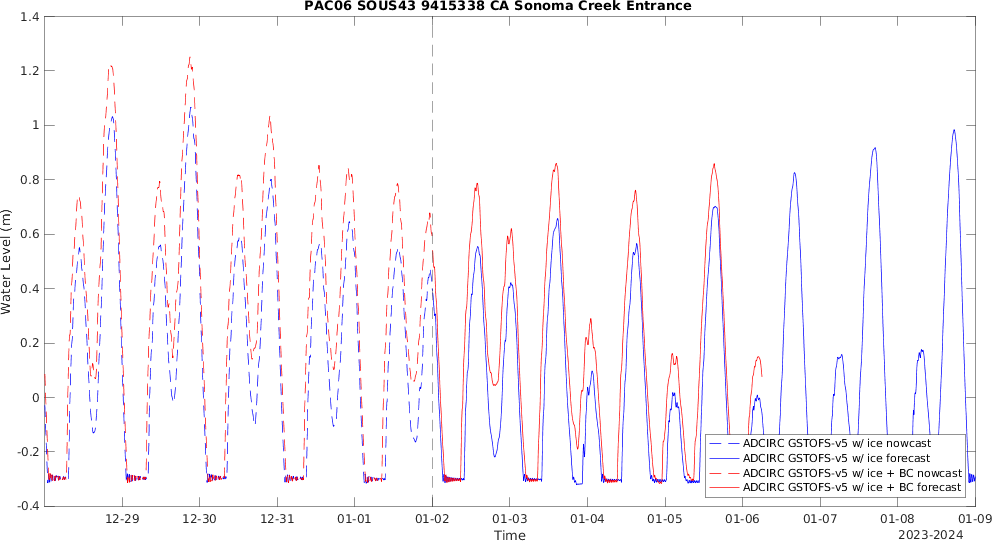 PAC06 SOUS43 9415338 CA Sonoma Creek Entrance
1.4
1.2
1
0.8
0.6
0.4
0.2
0
-0.2
-0.4
Water Level (m)
ADCIRC GSTOFS-v5 w/ ice nowcast
ADCIRC GSTOFS-v5 w/ ice forecast
ADCIRC GSTOFS-v5 w/ ice + BC nowcast
ADCIRC GSTOFS-v5 w/ ice + BC forecast
12-29 12-30 12-31 01-01 01-02 01-03 01-04 01-05 01-06 01-07 01-08 01-09
Time
2023-2024